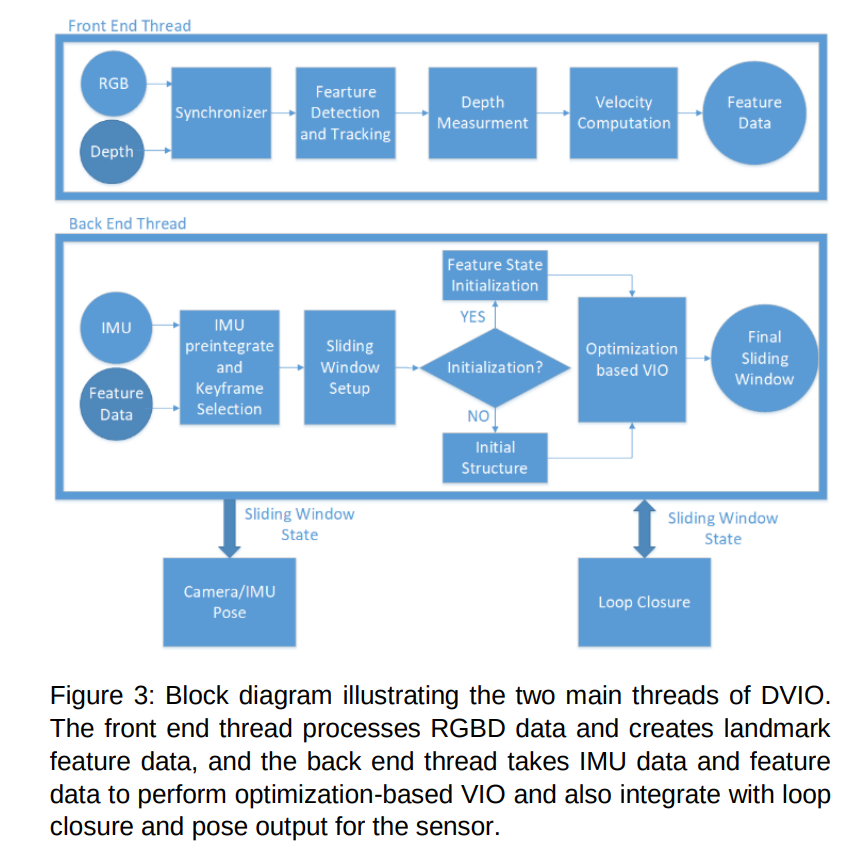 Front End Thread
RGB
Depth
Synchronizer
Fearture
Detection
and Tracking
Depth
Measurment
Velocity
Computation
Feature
Data
Back End Thread
IMU
Feature
Data
IMU
preintegrate
and
Keyframe
Selection
Sliding
Window
Setup
Initialization?
YES
Feature State
Initialization
NO
Initial
Structure
Optimization
based VIO
Final
Sliding
Window
Sliding Window
State
Camera/IMU
Pose
Sliding Window
State
Loop Closure
Figure 3: Block diagram illustrating the two main threads of DVIO.
The front end thread processes RGBD data and creates landmark
feature data, and the back end thread takes IMU data and feature
data to perform optimization-based VIO and also integrate with loop
closure and pose output for the sensor.